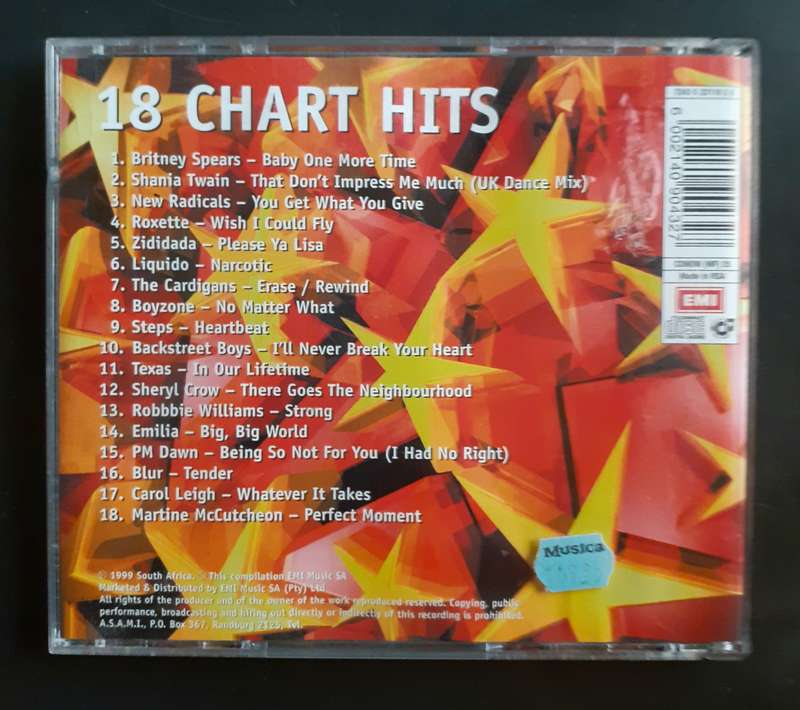 18 CHART HITS
1. Britney Spears – Baby One More Time
2. Shania Twain – That Don't Impress Me Much (UK Dance Mix)
3. New Radicals – You Get What You Give
4. Roxette – Wish I Could Fly
5. Zididada – Please Ya Lisa
6. Liquido – Narcotic
7. The Cardigans – Erase / Rewind
8. Boyzone – No Matter What
9. Steps – Heartbeat
10. Backstreet Boys – I'll Never Break Your Heart
11. Texas – In Our Lifetime
12. Sheryl Crow – There Goes The Neighbourhood
13. Robbbie Williams – Strong
14. Emilia – Big, Big World
15. PM Dawn – Being So Not For You (I Had No Right)
16. Blur – Tender
17. Carol Leigh – Whatever It Takes
18. Martine McCutcheon – Perfect Moment
© 1999 South Africa. This compilation EMI Music SA
Marketed & Distributed by EMI Music SA (Pty) Ltd
All rights of the producer and of the owner of the work reproduced reserved. Copying, public
performance, broadcasting and hiring out directly or indirectly of this recording is prohibited.
A.S.A.M.I., P.O. Box 367, Randburg 2125, Tvl.
Musica
6 002140 904327
Made in RSA
EMI